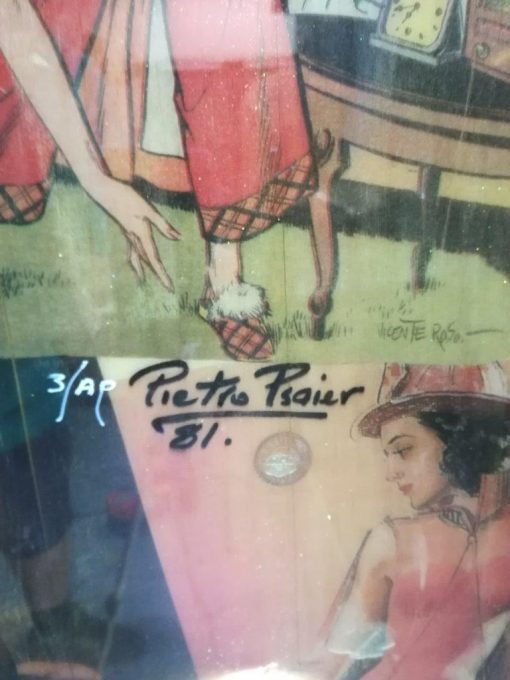 VICENTE ROSO.
3/AP Pietro Psaier
'81.